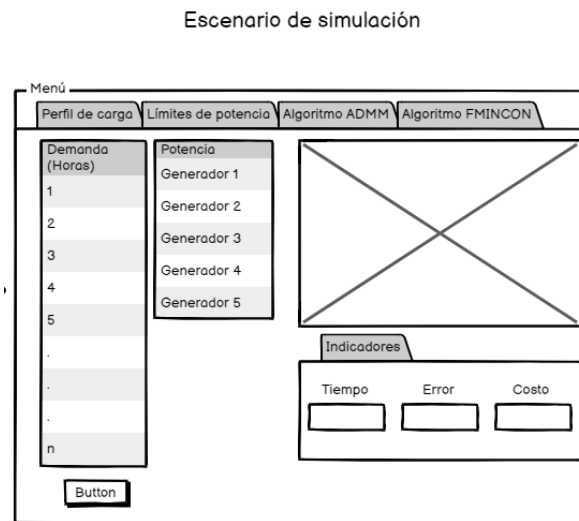 Escenario de simulación
Menú
Perfil de carga Límites de potencia Algoritmo ADMM Algoritmo FMINCON
Demanda
(Horas)
1
2
3
4
5
.
.
.
n
Potencia
Generador 1
Generador 2
Generador 3
Generador 4
Generador 5
Indicadores
Tiempo Error Costo
Button